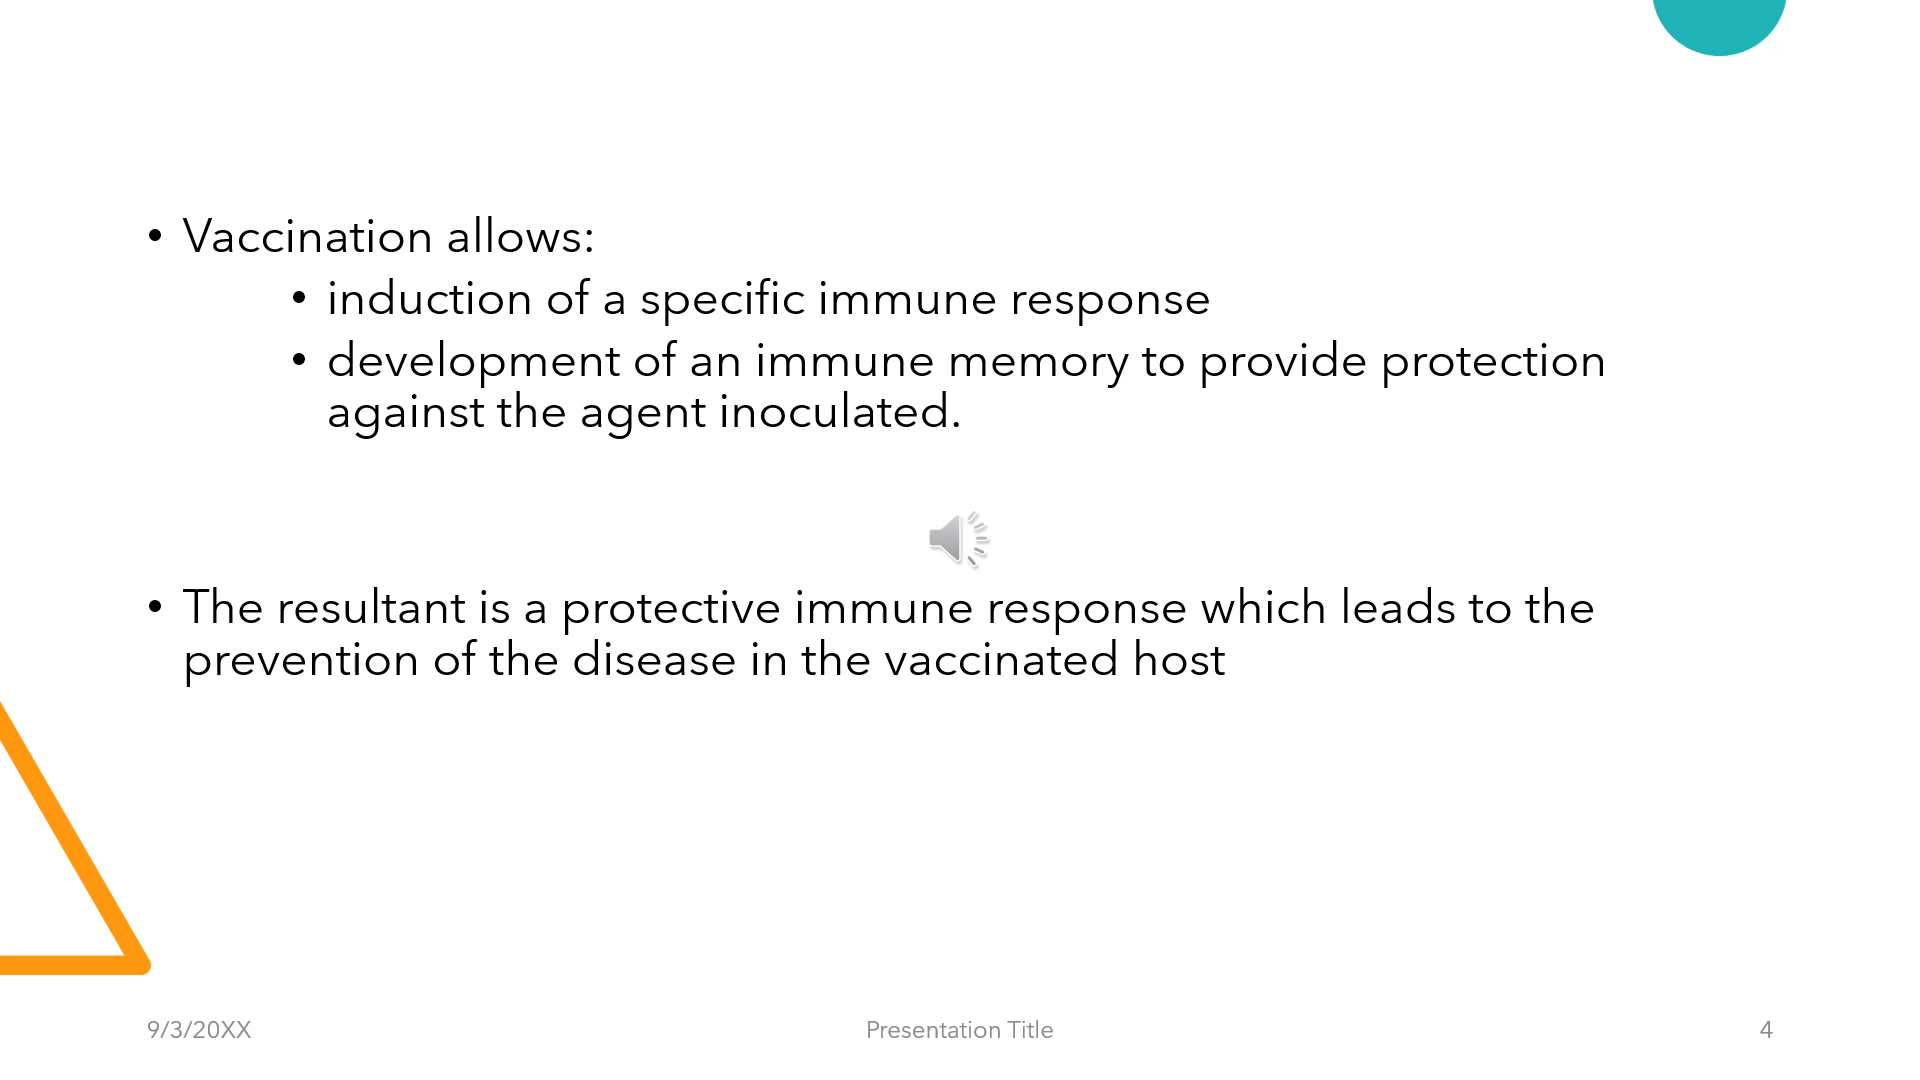 • Vaccination allows:
• induction of a specific immune response
• development of an immune memory to provide protection
against the agent inoculated.
• The resultant is a protective immune response which leads to the
prevention of the disease in the vaccinated host
9/3/20XX
Presentation Title
4